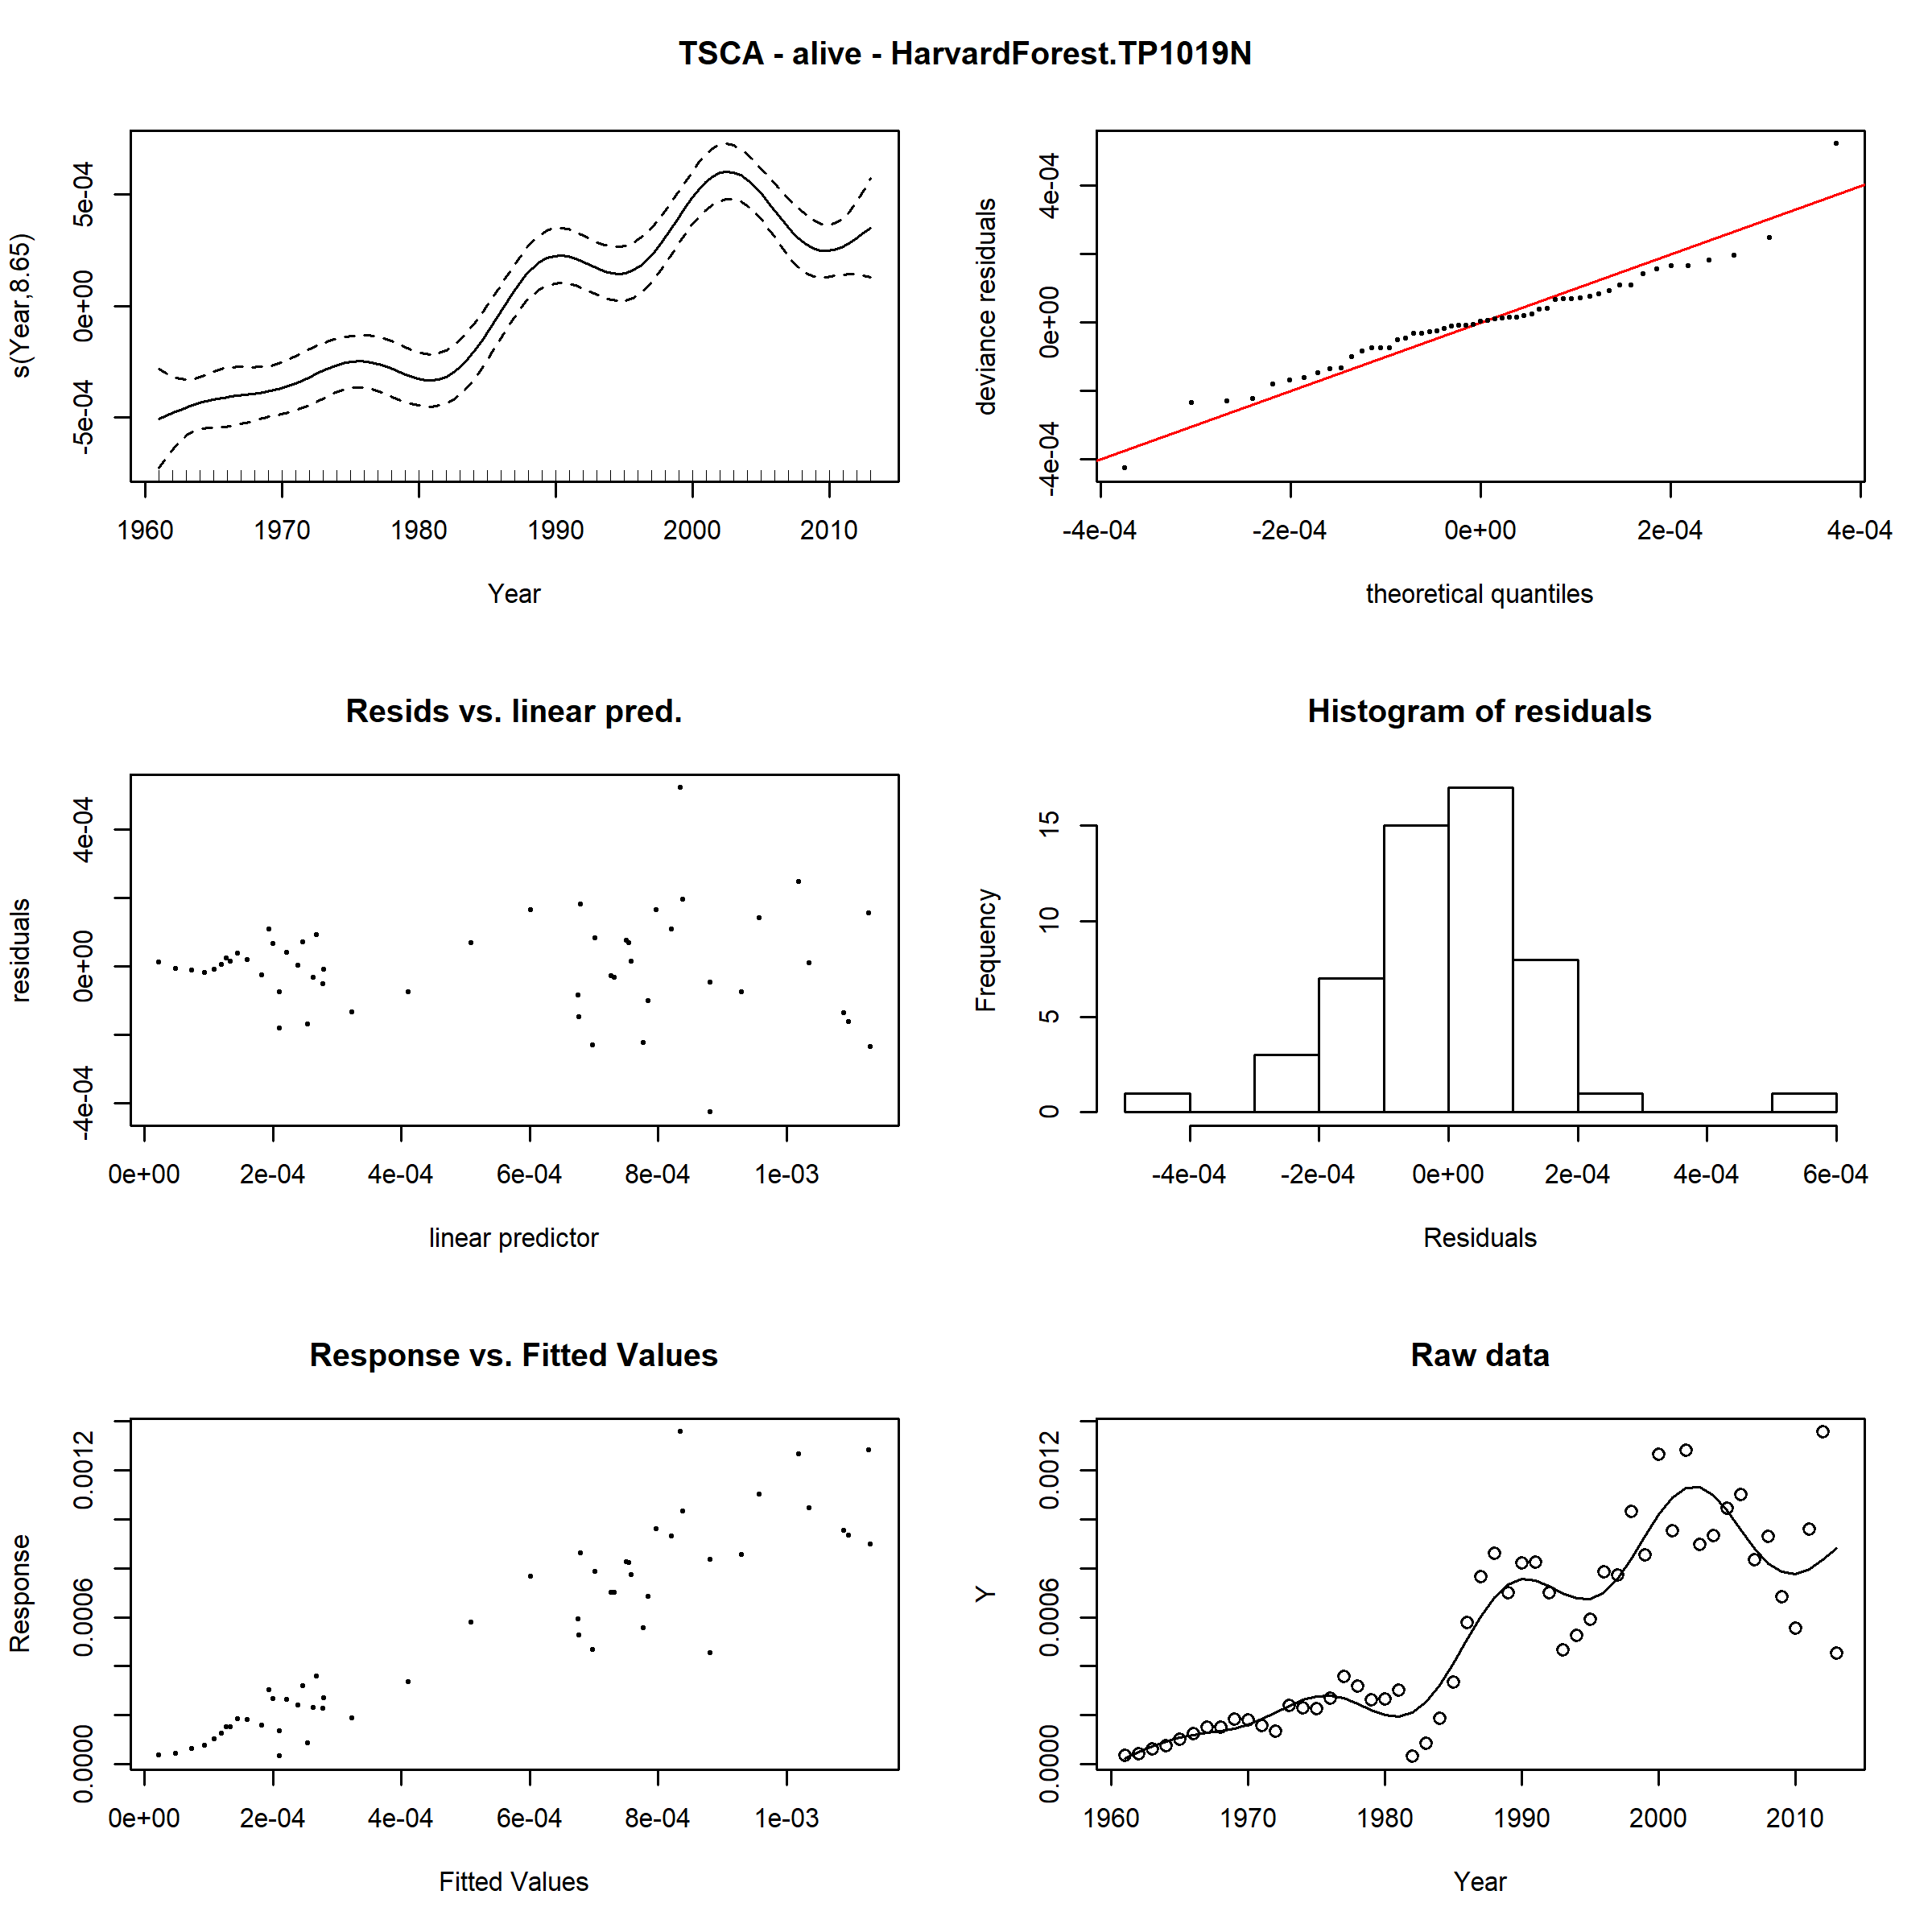 TSCA - alive - HarvardForest.TP1019N
s(Year,8.65)
-5e-04 0e+00 5e-04
1960 1970 1980 1990 2000 2010
Year
deviance residuals
-4e-04 0e+00 4e-04
-4e-04 -2e-04 0e+00 2e-04 4e-04
theoretical quantiles
Resids vs. linear pred.
residuals
-4e-04 0e+00 4e-04
0e+00 2e-04 4e-04 6e-04 8e-04 1e-03
linear predictor
Histogram of residuals
Frequency
0 5 10 15
-4e-04 -2e-04 0e+00 2e-04 4e-04 6e-04
Residuals
Response vs. Fitted Values
Response
0.0000 0.0006 0.0012
0e+00 2e-04 4e-04 6e-04 8e-04 1e-03
Fitted Values
Raw data
Y
0.0000 0.0006 0.0012
1960 1970 1980 1990 2000 2010
Year